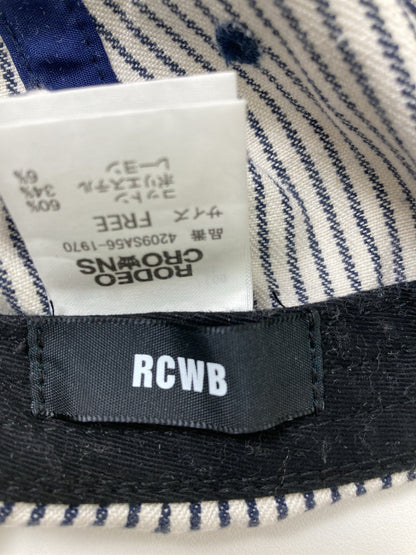 RODEO
CROWNS
品番 4209SA56-1970
サイズ FREE
コットン 60%
ポリエステル 34%
レーヨン 6%
RCWB